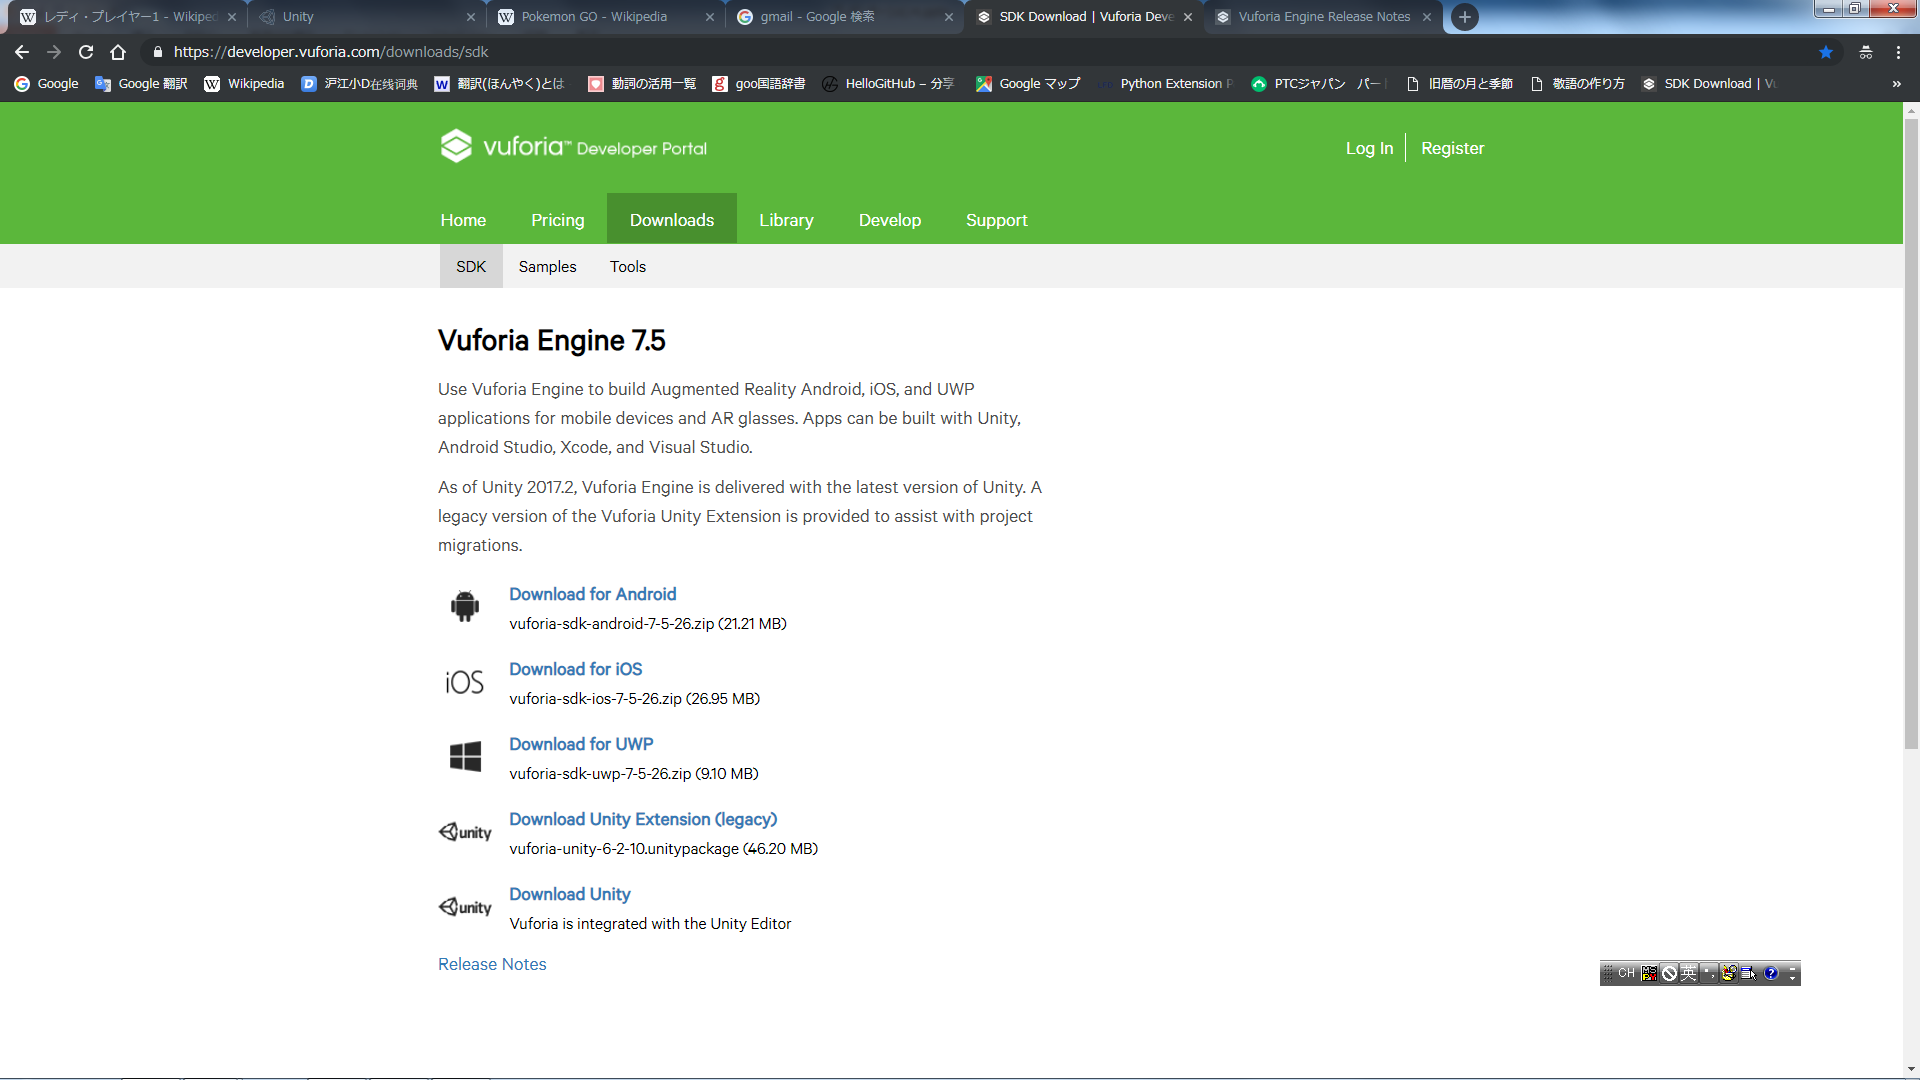 レディ・プレイヤー1 - Wikiped
Unity
Pokemon GO - Wikipedia
gmail - Google 検索
SDK Download | Vuforia Deve
Vuforia Engine Release Notes
https://developer.vuforia.com/downloads/sdk
Google
Google 翻訳
Wikipedia
沪江小D在线词典
翻訳(ほんやく)とは
動詞の活用一覧
goo国語辞書
HelloGitHub – 分享
Google マップ
Python Extension P
PTCジャパン パート
旧暦の月と季節
敬語の作り方
SDK Download | Vu
vuforia™ Developer Portal
Log In
Register
Home
Pricing
Downloads
Library
Develop
Support
SDK
Samples
Tools
Vuforia Engine 7.5
Use Vuforia Engine to build Augmented Reality Android, iOS, and UWP
applications for mobile devices and AR glasses. Apps can be built with Unity,
Android Studio, Xcode, and Visual Studio.
As of Unity 2017.2, Vuforia Engine is delivered with the latest version of Unity. A
legacy version of the Vuforia Unity Extension is provided to assist with project
migrations.
Download for Android
vuforia-sdk-android-7-5-26.zip (21.21 MB)
iOS
Download for iOS
vuforia-sdk-ios-7-5-26.zip (26.95 MB)
Download for UWP
vuforia-sdk-uwp-7-5-26.zip (9.10 MB)
unity
Download Unity Extension (legacy)
vuforia-unity-6-2-10.unitypackage (46.20 MB)
unity
Download Unity
Vuforia is integrated with the Unity Editor
Release Notes
CH
英